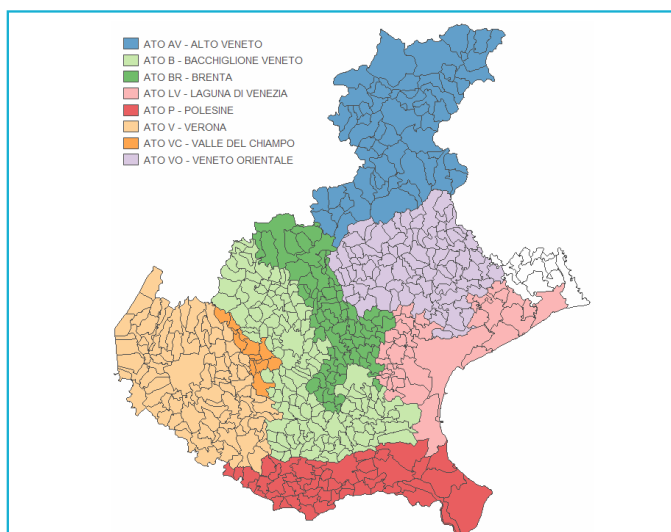 ATO AV - ALTO VENETO
ATO B - BACCHIGLIONE VENETO
ATO BR - BRENTA
ATO LV - LAGUNA DI VENEZIA
ATO P - POLESINE
ATO V - VERONA
ATO VC - VALLE DEL CHIAMPO
ATO VO - VENETO ORIENTALE